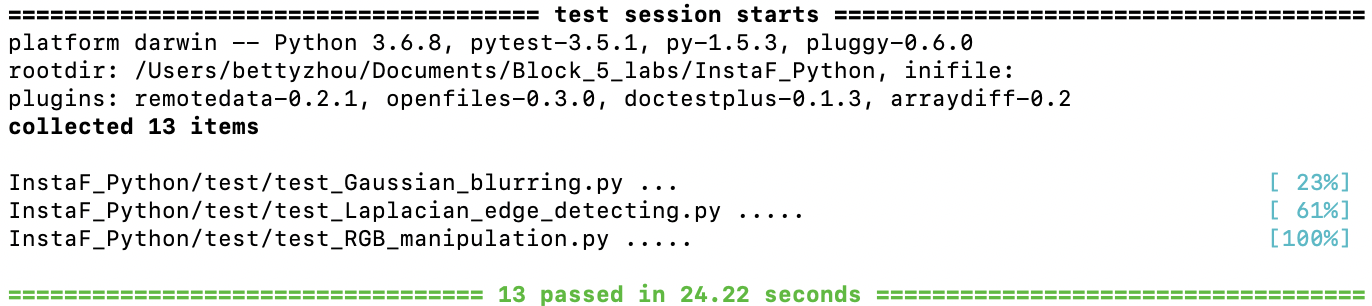 ====================================== test session starts ======================================
platform darwin -- Python 3.6.8, pytest-3.5.1, py-1.5.3, pluggy-0.6.0
rootdir: /Users/bettyzhou/Documents/Block_5_labs/InstaF_Python, inifile:
plugins: remotedata-0.2.1, openfiles-0.3.0, doctestplus-0.1.3, arraydiff-0.2
collected 13 items
InstaF_Python/test/test_Gaussian_blurring.py ... [ 23%]
InstaF_Python/test/test_Laplacian_edge_detecting.py ..... [ 61%]
InstaF_Python/test/test_RGB_manipulation.py ..... [100%]
================================== 13 passed in 24.22 seconds ===================================